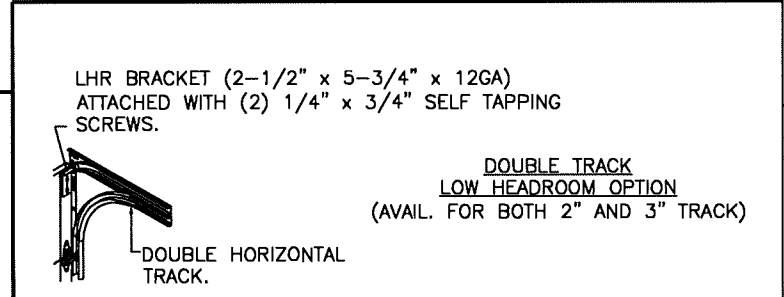 LHR BRACKET (2-1/2" x 5-3/4" x 12GA)
ATTACHED WITH (2) 1/4" x 3/4" SELF TAPPING
SCREWS.
DOUBLE TRACK
LOW HEADROOM OPTION
(AVAIL. FOR BOTH 2" AND 3" TRACK)
DOUBLE HORIZONTAL
TRACK.